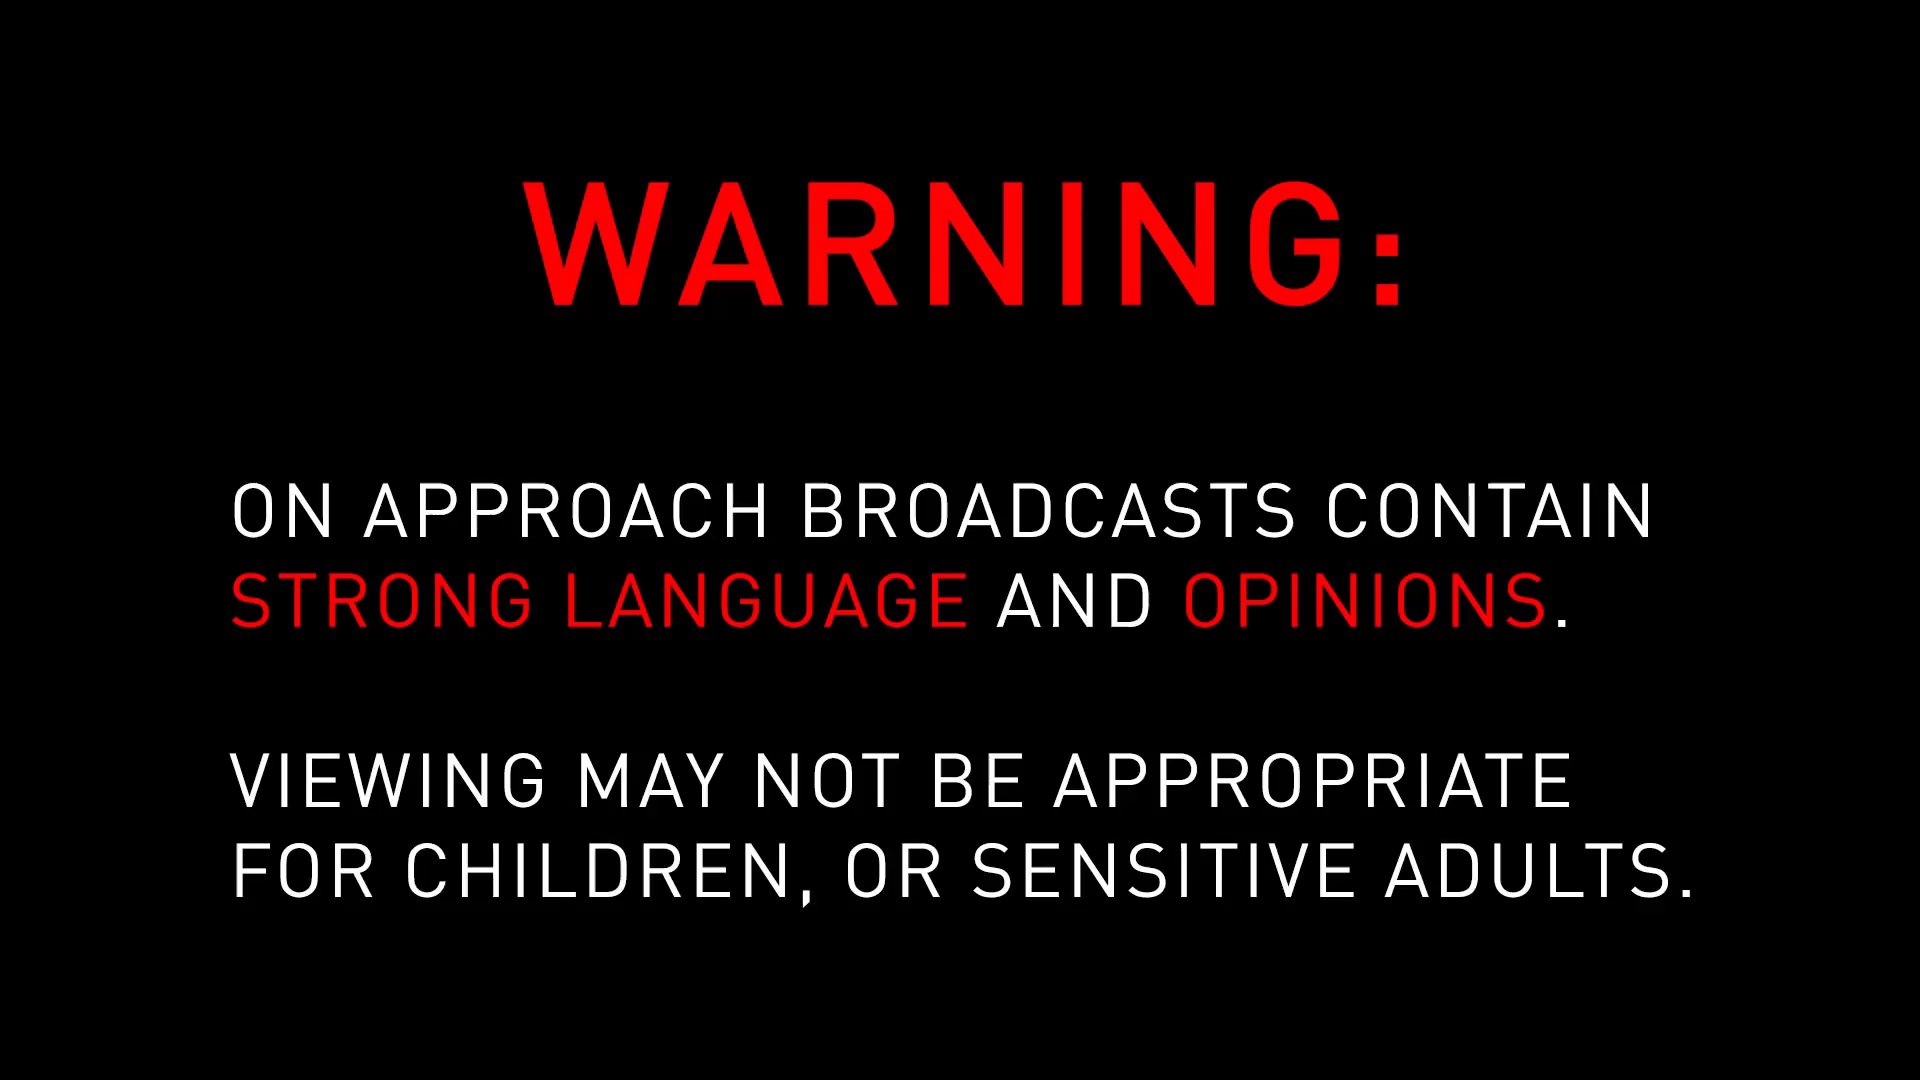 WARNING:
ON APPROACH BROADCASTS CONTAIN
STRONG LANGUAGE AND OPINIONS.
VIEWING MAY NOT BE APPROPRIATE
FOR CHILDREN, OR SENSITIVE ADULTS.